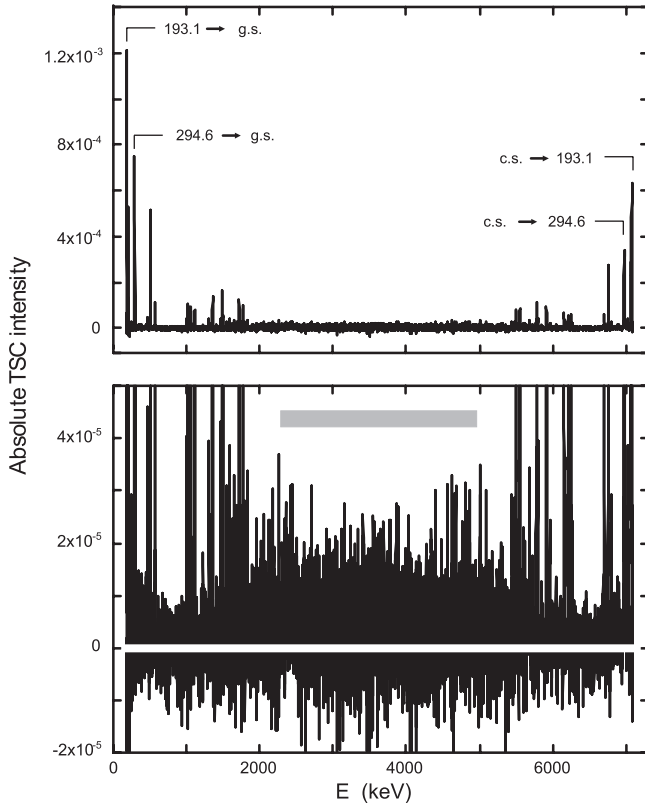 193.1 → g.s.
1.2x10⁻³
294.6 → g.s.
8x10⁻⁴
c.s. → 193.1
c.s. → 294.6
4x10⁻⁴
0
Absolute TSC intensity
4x10⁻⁵
2x10⁻⁵
0
-2x10⁻⁵
0 2000 4000 6000
E (keV)